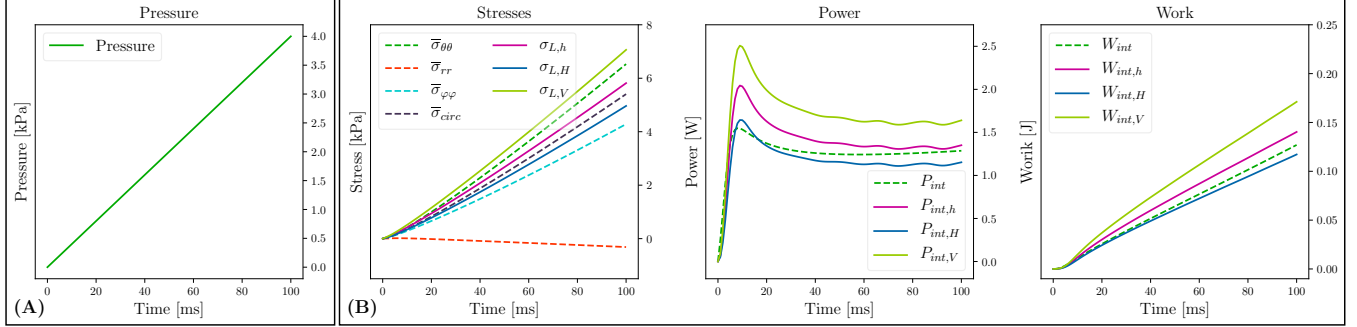 Pressure
Pressure
Pressure [kPa]
4.0
3.5
3.0
2.5
2.0
1.5
1.0
0.5
0.0
0 20 40 60 80 100
Time [ms]
(A)
Stresses
σ̅θθ
σ̅rr
σ̅φφ
σ̅circ
σL,h
σL,H
σL,V
Stress [kPa]
8
6
4
2
0
0 20 40 60 80 100
Time [ms]
(B)
Power
Power [W]
2.5
2.0
1.5
1.0
0.5
0.0
Pint
Pint,h
Pint,H
Pint,V
0 20 40 60 80 100
Time [ms]
Work
Wint
Wint,h
Wint,H
Wint,V
Work [J]
0.25
0.20
0.15
0.10
0.05
0.00
0 20 40 60 80 100
Time [ms]